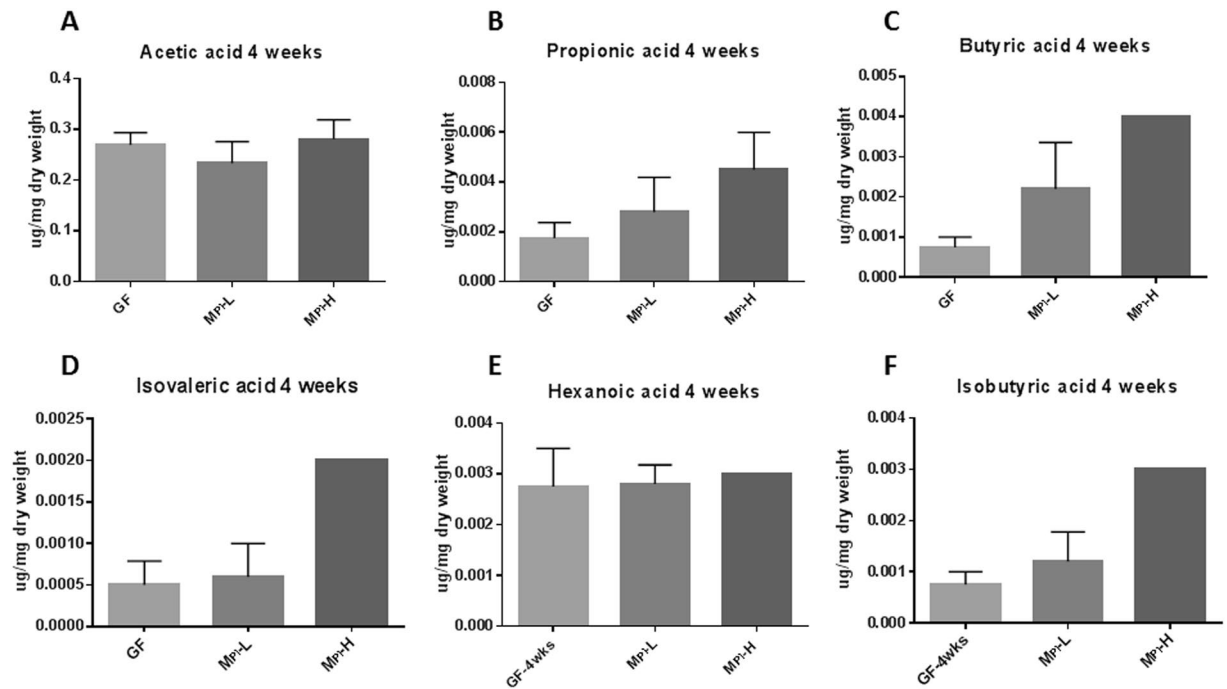 A
Acetic acid 4 weeks
ug/mg dry weight
0.4
0.3
0.2
0.1
0.0
GF
MPi-L
MPi-H
B
Propionic acid 4 weeks
ug/mg dry weight
0.008
0.006
0.004
0.002
0.000
GF
MPi-L
MPi-H
C
Butyric acid 4 weeks
ug/mg dry weight
0.005
0.004
0.003
0.002
0.001
0.000
GF
MPi-L
MPi-H
D
Isovaleric acid 4 weeks
ug/mg dry weight
0.0025
0.0020
0.0015
0.0010
0.0005
0.0000
GF
MPi-L
MPi-H
E
Hexanoic acid 4 weeks
ug/mg dry weight
0.004
0.003
0.002
0.001
0.000
GF-4wks
MPi-L
MPi-H
F
Isobutyric acid 4 weeks
ug/mg dry weight
0.004
0.003
0.002
0.001
0.000
GF-4wks
MPi-L
MPi-H